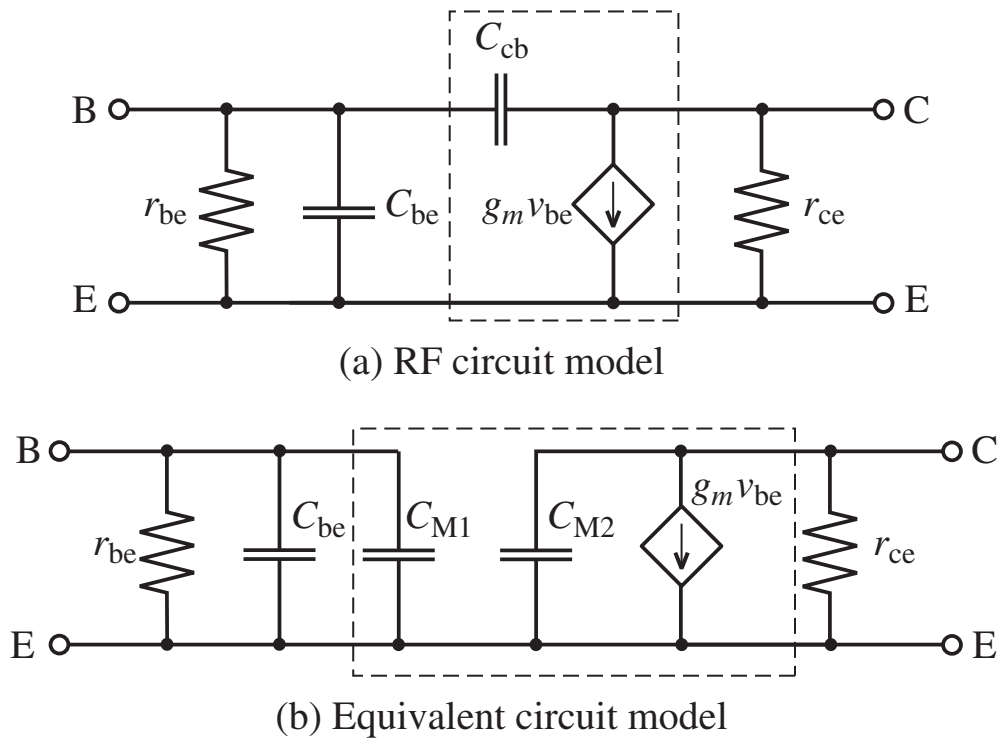 C_cb
B C
r_be C_be g_m v_be r_ce
E E
(a) RF circuit model
B C
g_m v_be
C_be C_M1 C_M2
r_be r_ce
E E
(b) Equivalent circuit model